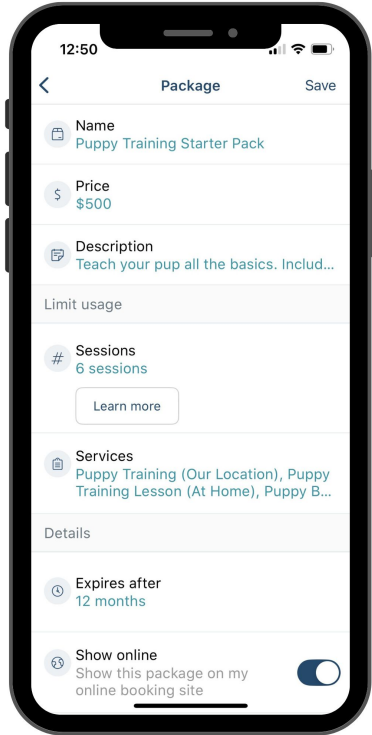 12:50
Package
Save
Name
Puppy Training Starter Pack
$
Price
$500
Description
Teach your pup all the basics. Includ...
Limit usage
#
Sessions
6 sessions
Learn more
Services
Puppy Training (Our Location), Puppy
Training Lesson (At Home), Puppy B...
Details
Expires after
12 months
Show online
Show this package on my
online booking site